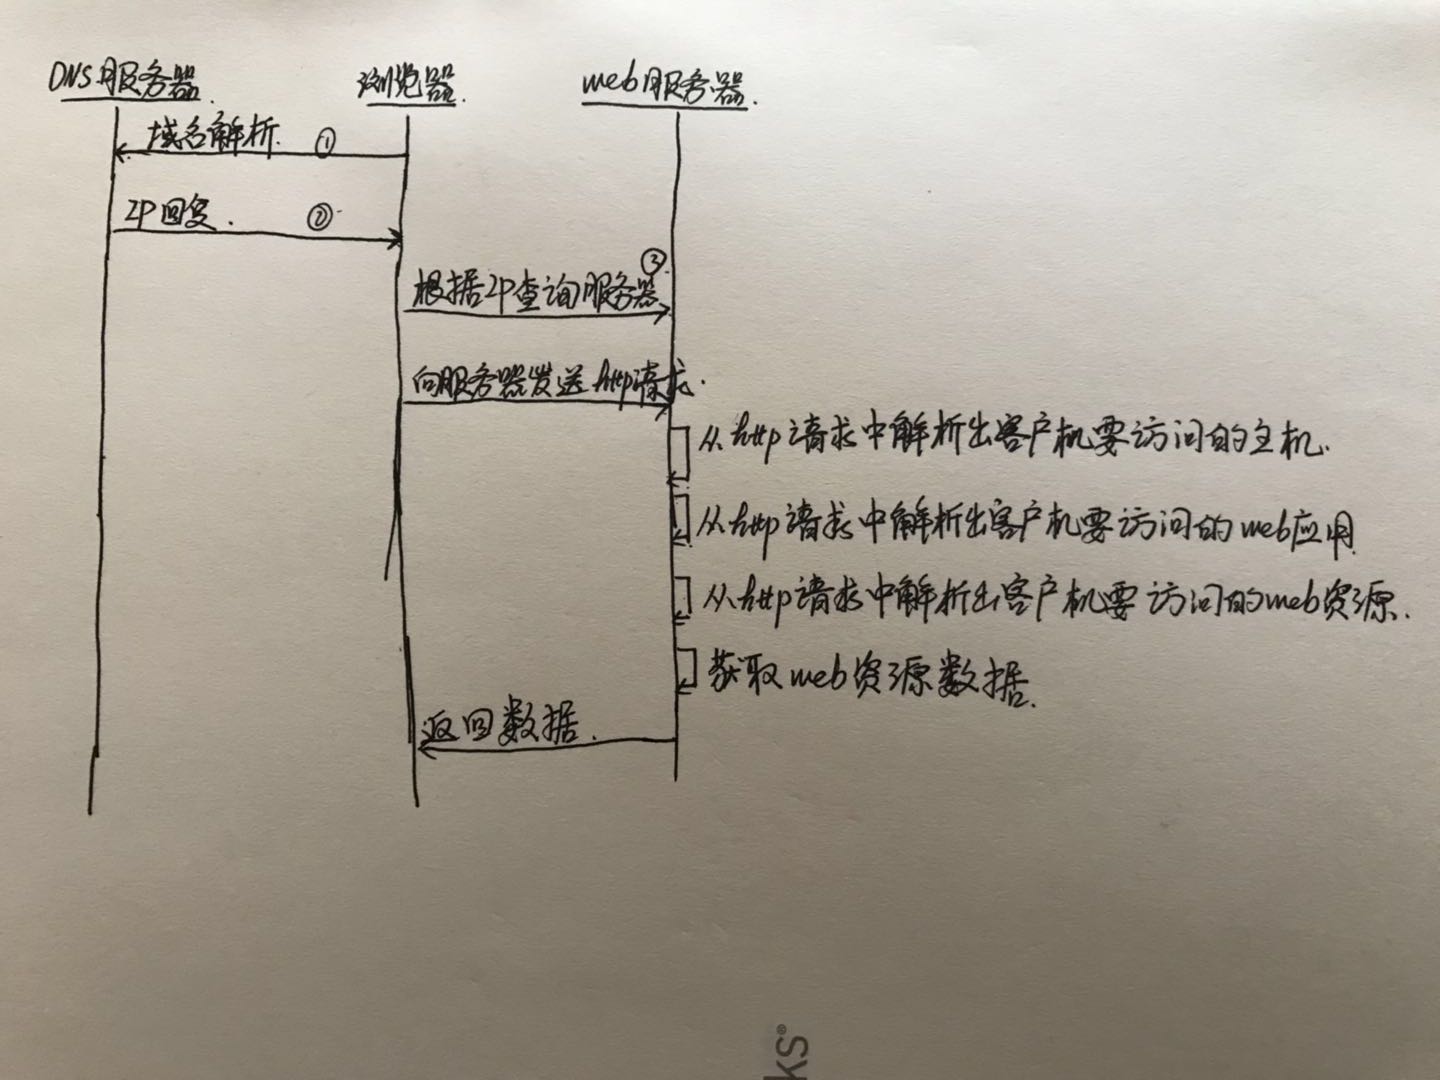 DNS服务器
浏览器
web服务器
域名解析 ①
IP回复 ②
③
根据IP查询服务器
向服务器发送http请求
从http请求中解析出客户机要访问的主机
从http请求中解析出客户机要访问的web应用
从http请求中解析出客户机要访问的web资源
获取web资源数据
返回数据
ks®